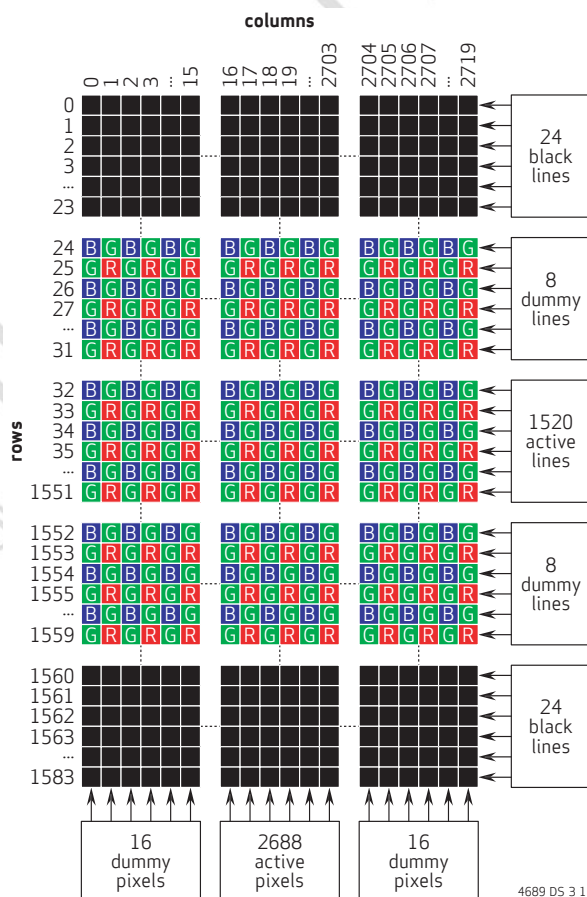 columns
0 1 2 3 ... 15 16 17 18 19 ... 2703 2704 2705 2706 2707 ... 2719
0
1
2
3
...
23
24 black lines
24 B G B G B G B G B G B G B G B G B G
25 G R G R G R G R G R G R G R G R G R
26 B G B G B G B G B G B G B G B G B G
27 G R G R G R G R G R G R G R G R G R
... B G B G B G B G B G B G B G B G B G
31 G R G R G R G R G R G R G R G R G R
8 dummy lines
rows
32 B G B G B G B G B G B G B G B G B G
33 G R G R G R G R G R G R G R G R G R
34 B G B G B G B G B G B G B G B G B G
35 G R G R G R G R G R G R G R G R G R
... B G B G B G B G B G B G B G B G B G
1551 G R G R G R G R G R G R G R G R G R
1520 active lines
1552 B G B G B G B G B G B G B G B G B G
1553 G R G R G R G R G R G R G R G R G R
1554 B G B G B G B G B G B G B G B G B G
1555 G R G R G R G R G R G R G R G R G R
... B G B G B G B G B G B G B G B G B G
1559 G R G R G R G R G R G R G R G R G R
8 dummy lines
1560
1561
1562
1563
...
1583
24 black lines
16 dummy pixels
2688 active pixels
16 dummy pixels
4689 DS 3 1